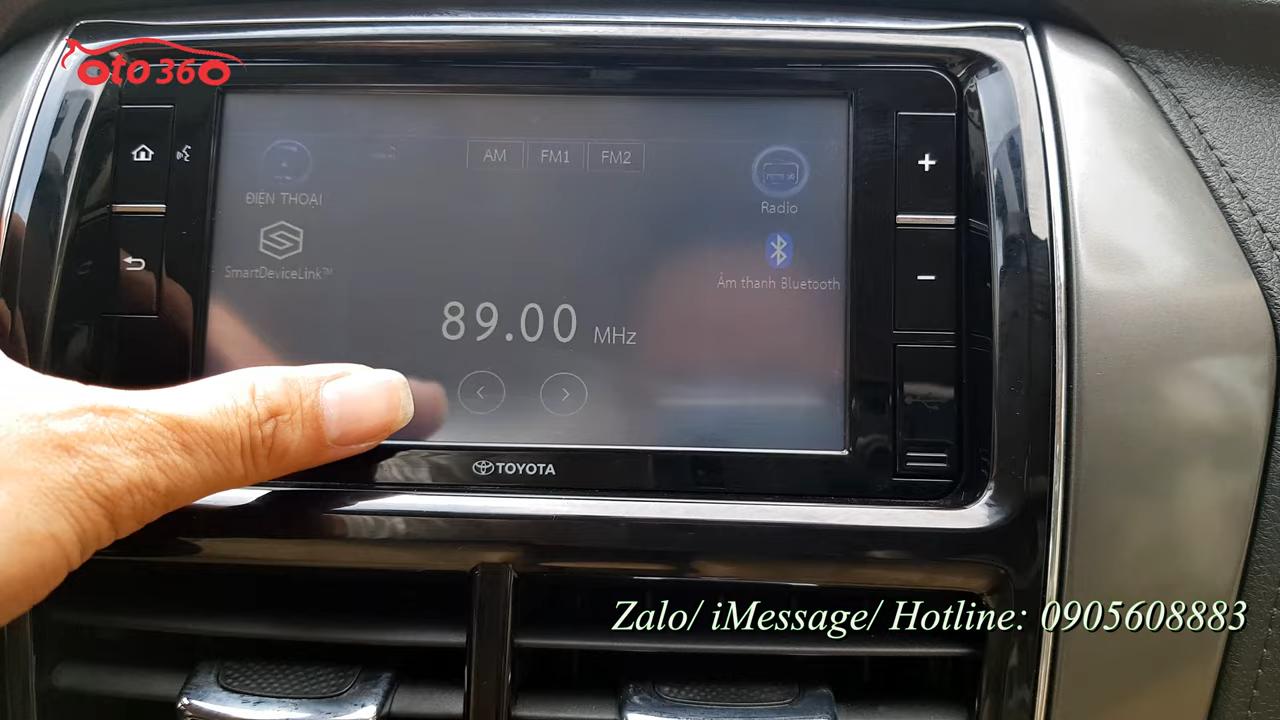 oto360
AM FM1 FM2
ĐIỆN THOẠI
Radio
SmartDeviceLink™
Âm thanh Bluetooth
89.00 MHz
TOYOTA
Zalo/ iMessage/ Hotline: 0905608883